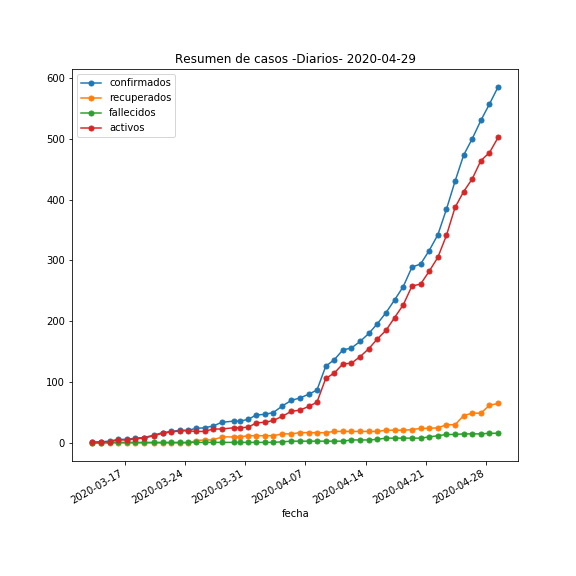 Resumen de casos -Diarios- 2020-04-29
confirmados
recuperados
fallecidos
activos
600
500
400
300
200
100
0
2020-03-17
2020-03-24
2020-03-31
2020-04-07
2020-04-14
2020-04-21
2020-04-28
fecha